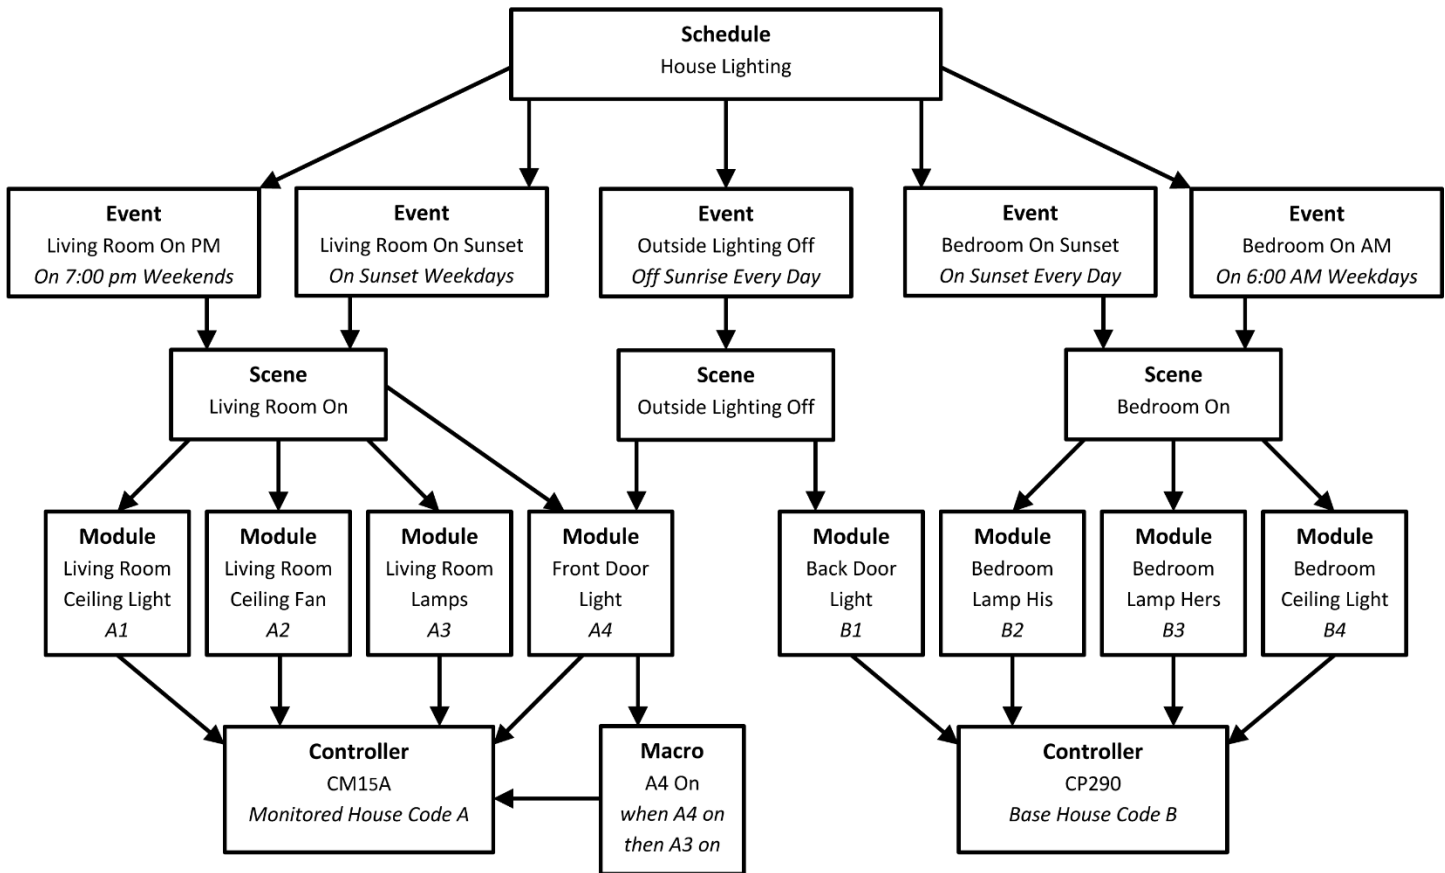 Schedule
House Lighting
Event
Living Room On PM
On 7:00 pm Weekends
Event
Living Room On Sunset
On Sunset Weekdays
Event
Outside Lighting Off
Off Sunrise Every Day
Event
Bedroom On Sunset
On Sunset Every Day
Event
Bedroom On AM
On 6:00 AM Weekdays
Scene
Living Room On
Scene
Outside Lighting Off
Scene
Bedroom On
Module
Living Room
Ceiling Light
A1
Module
Living Room
Ceiling Fan
A2
Module
Living Room
Lamps
A3
Module
Front Door
Light
A4
Module
Back Door
Light
B1
Module
Bedroom
Lamp His
B2
Module
Bedroom
Lamp Hers
B3
Module
Bedroom
Ceiling Light
B4
Controller
CM15A
Monitored House Code A
Macro
A4 On
when A4 on
then A3 on
Controller
CP290
Base House Code B